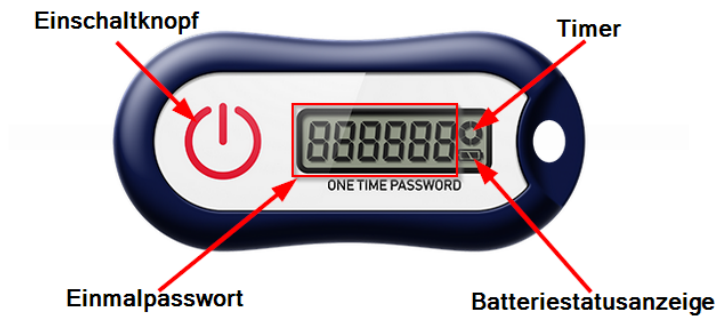 Einschaltknopf
Timer
888888
ONE TIME PASSWORD
Einmalpasswort
Batteriestatusanzeige